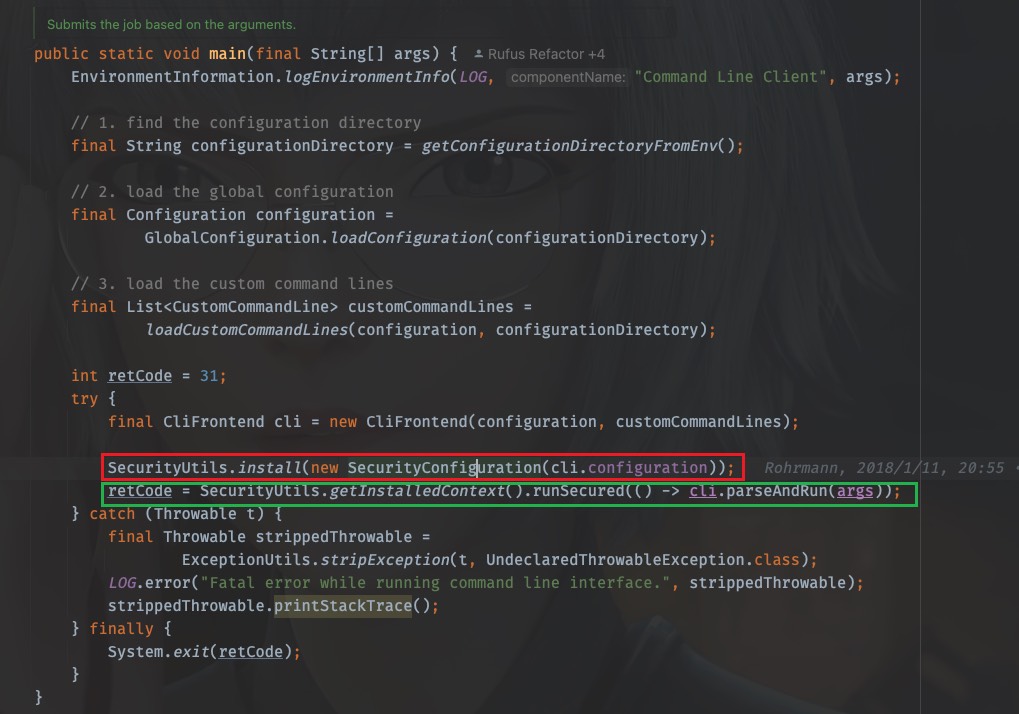 Submits the job based on the arguments.
public static void main(final String[] args) { Rufus Refactor +4
EnvironmentInformation.logEnvironmentInfo(LOG, componentName: "Command Line Client", args);
// 1. find the configuration directory
final String configurationDirectory = getConfigurationDirectoryFromEnv();
// 2. load the global configuration
final Configuration configuration =
GlobalConfiguration.loadConfiguration(configurationDirectory);
// 3. load the custom command lines
final List<CustomCommandLine> customCommandLines =
loadCustomCommandLines(configuration, configurationDirectory);
int retCode = 31;
try {
final CliFrontend cli = new CliFrontend(configuration, customCommandLines);
SecurityUtils.install(new SecurityConfiguration(cli.configuration)); Rohrmann, 2018/1/11, 20:55 •
retCode = SecurityUtils.getInstalledContext().runSecured(() -> cli.parseAndRun(args));
} catch (Throwable t) {
final Throwable strippedThrowable =
ExceptionUtils.stripException(t, UndeclaredThrowableException.class);
LOG.error("Fatal error while running command line interface.", strippedThrowable);
strippedThrowable.printStackTrace();
} finally {
System.exit(retCode);
}
}